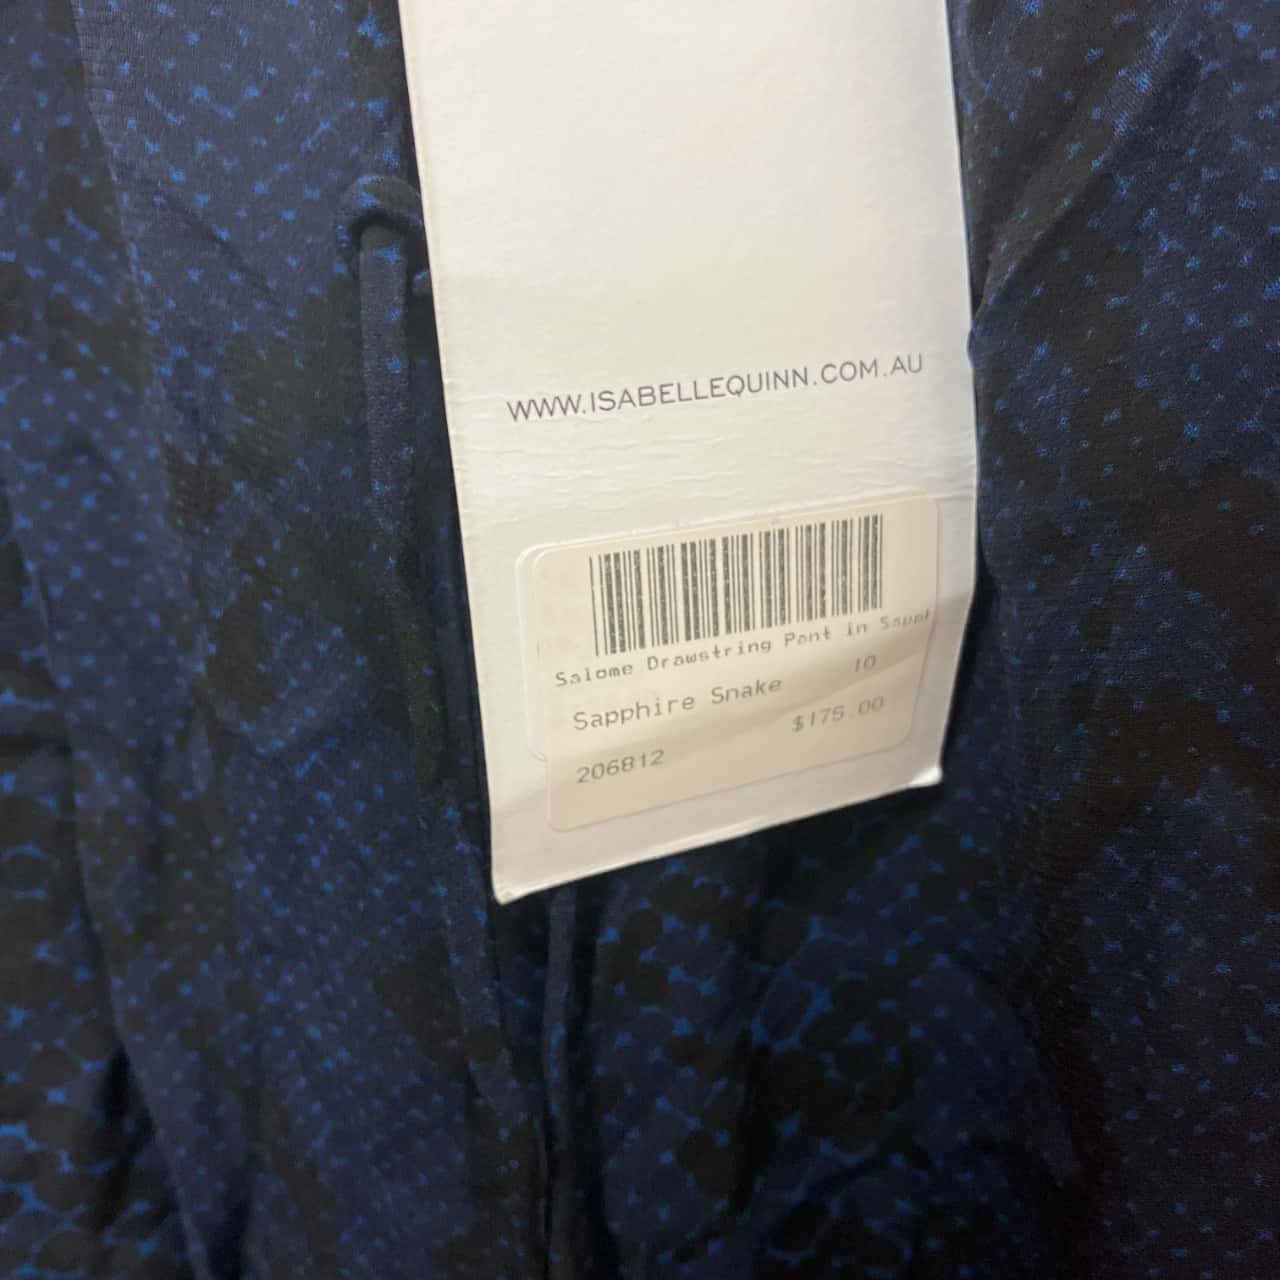 WWW.ISABELLEQUINN.COM.AU
Salome Drawstring Pant in Sapph
10
Sapphire Snake
$175.00
206812